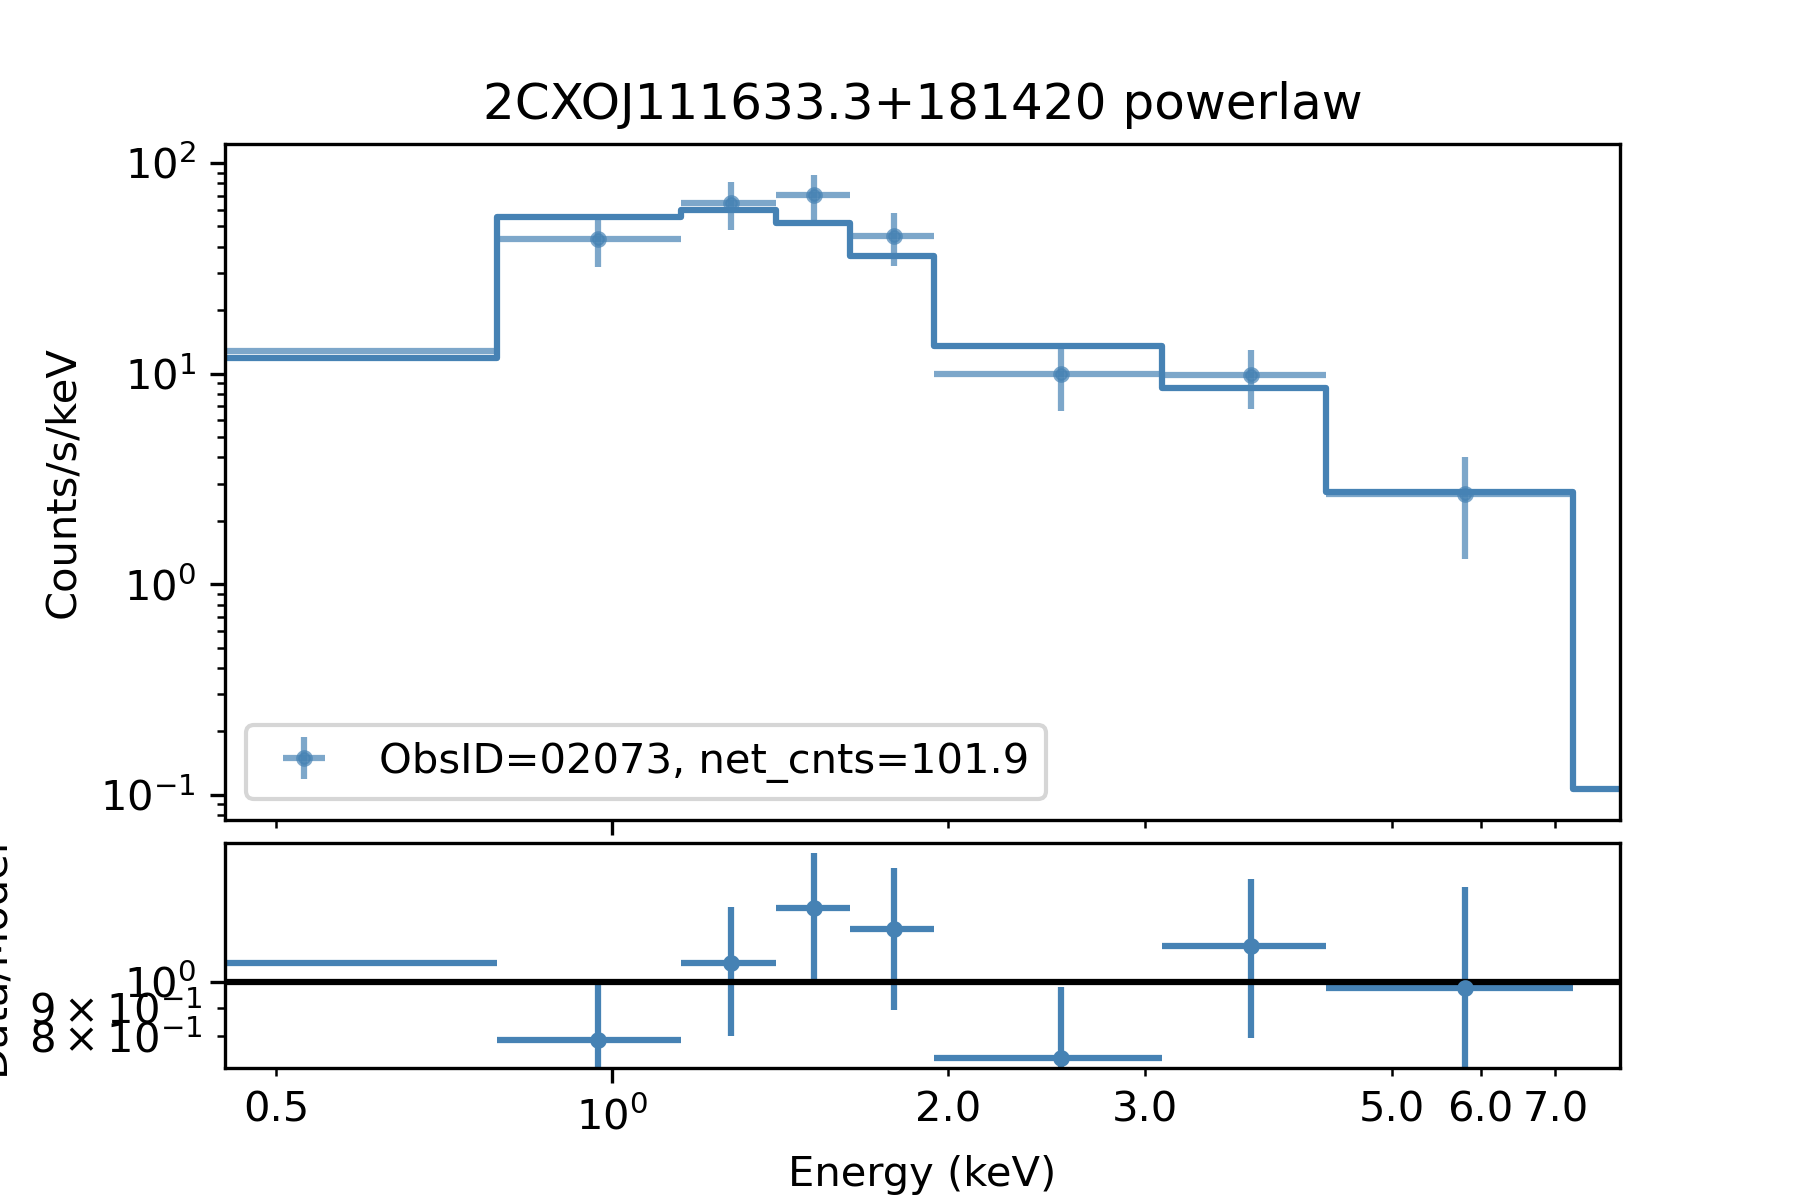 2CXOJ111633.3+181420 powerlaw
10²
10¹
10⁰
10⁻¹
Counts/s/keV
ObsID=02073, net_cnts=101.9
10⁰
9 × 10⁻¹
8 × 10⁻¹
Data/Model
0.5 10⁰ 2.0 3.0 5.0 6.0 7.0
Energy (keV)